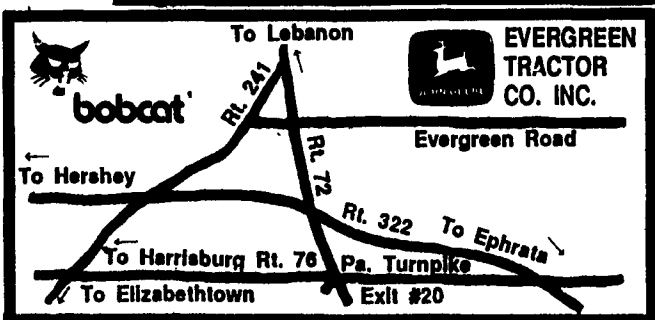 To Lebanon
bobcat
EVERGREEN
TRACTOR
CO. INC.
Rt. 241
Evergreen Road
Rt. 72
To Hershey
Rt. 322
To Ephrata
To Harrisburg Rt. 76
Pa. Turnpike
To Elizabethtown
Exit #20